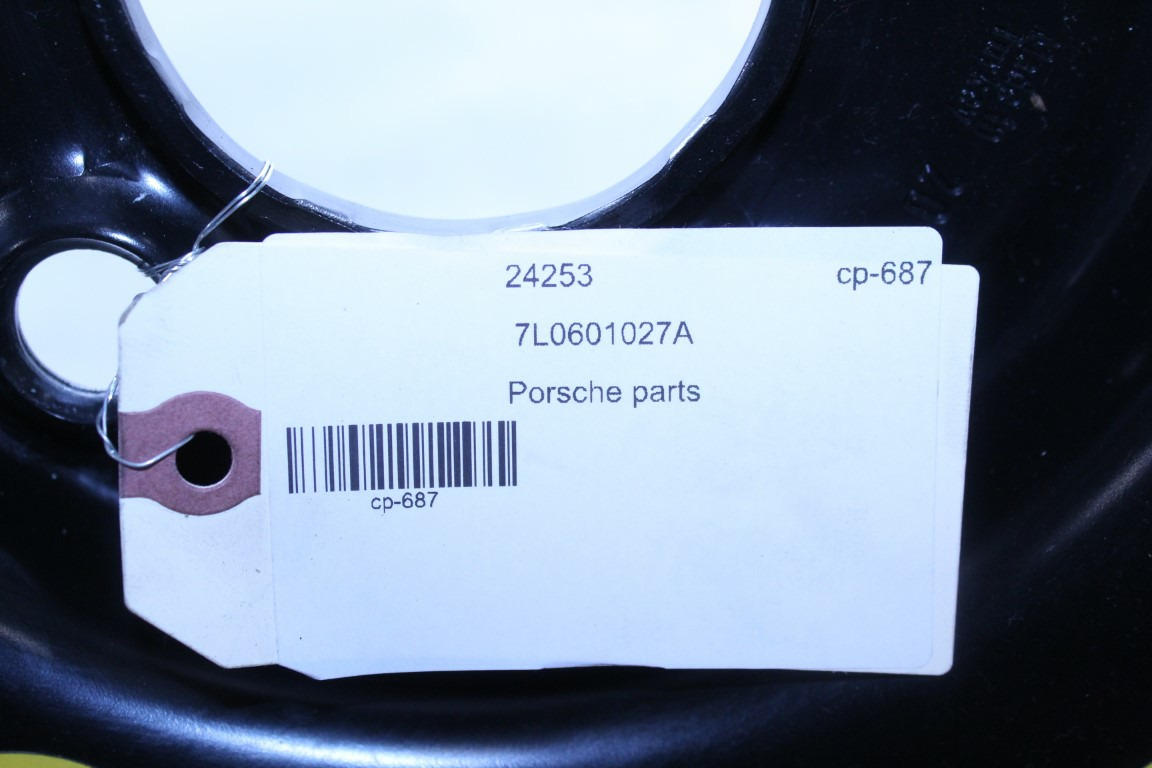 24253 cp-687
7L0601027A
Porsche parts
cp-687